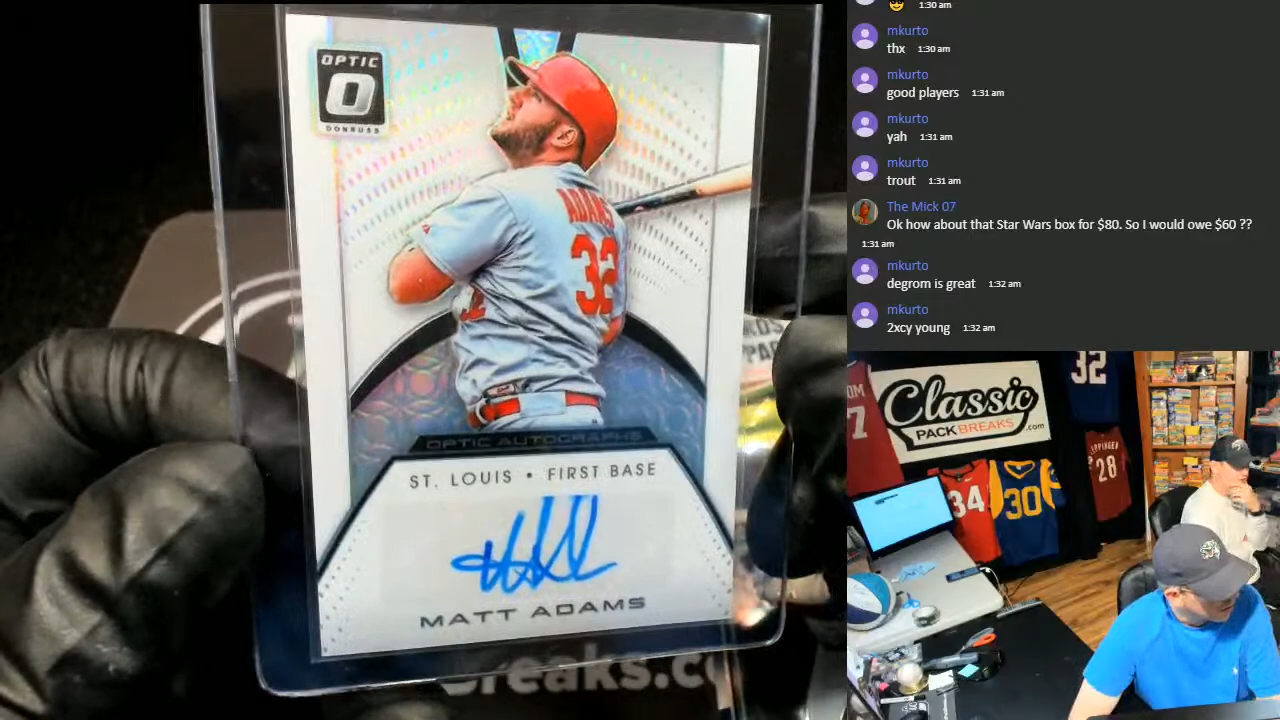 OPTIC
O
DONRUSS
ADAMS
32
OPTIC AUTOGRAPHS
ST. LOUIS • FIRST BASE
MATT ADAMS
1:30 am
mkurto
thx 1:30 am
mkurto
good players 1:31 am
mkurto
yah 1:31 am
mkurto
trout 1:31 am
The Mick 07
Ok how about that Star Wars box for $80. So I would owe $60 ??
1:31 am
mkurto
degrom is great 1:32 am
mkurto
2xcy young 1:32 am
Classic
PACKBREAKS.com
7
32
34
30
28